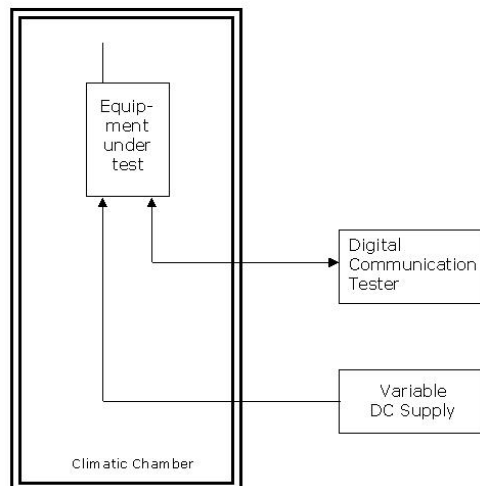 Equip-
ment
under
test
Digital
Communication
Tester
Variable
DC Supply
Climatic Chamber